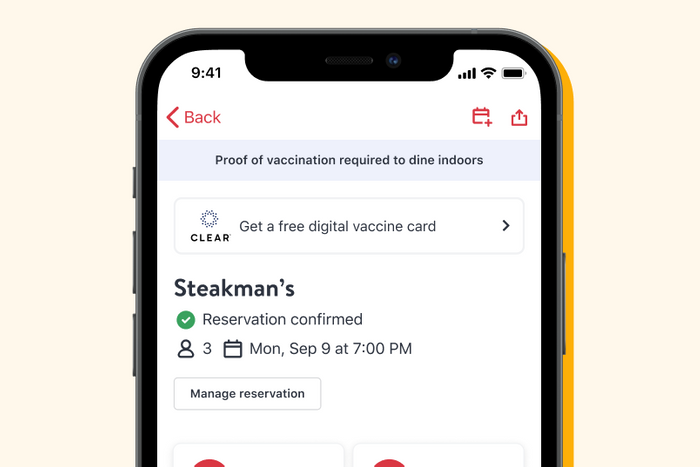 9:41
Back
Proof of vaccination required to dine indoors
CLEAR
Get a free digital vaccine card
Steakman's
Reservation confirmed
3 Mon, Sep 9 at 7:00 PM
Manage reservation